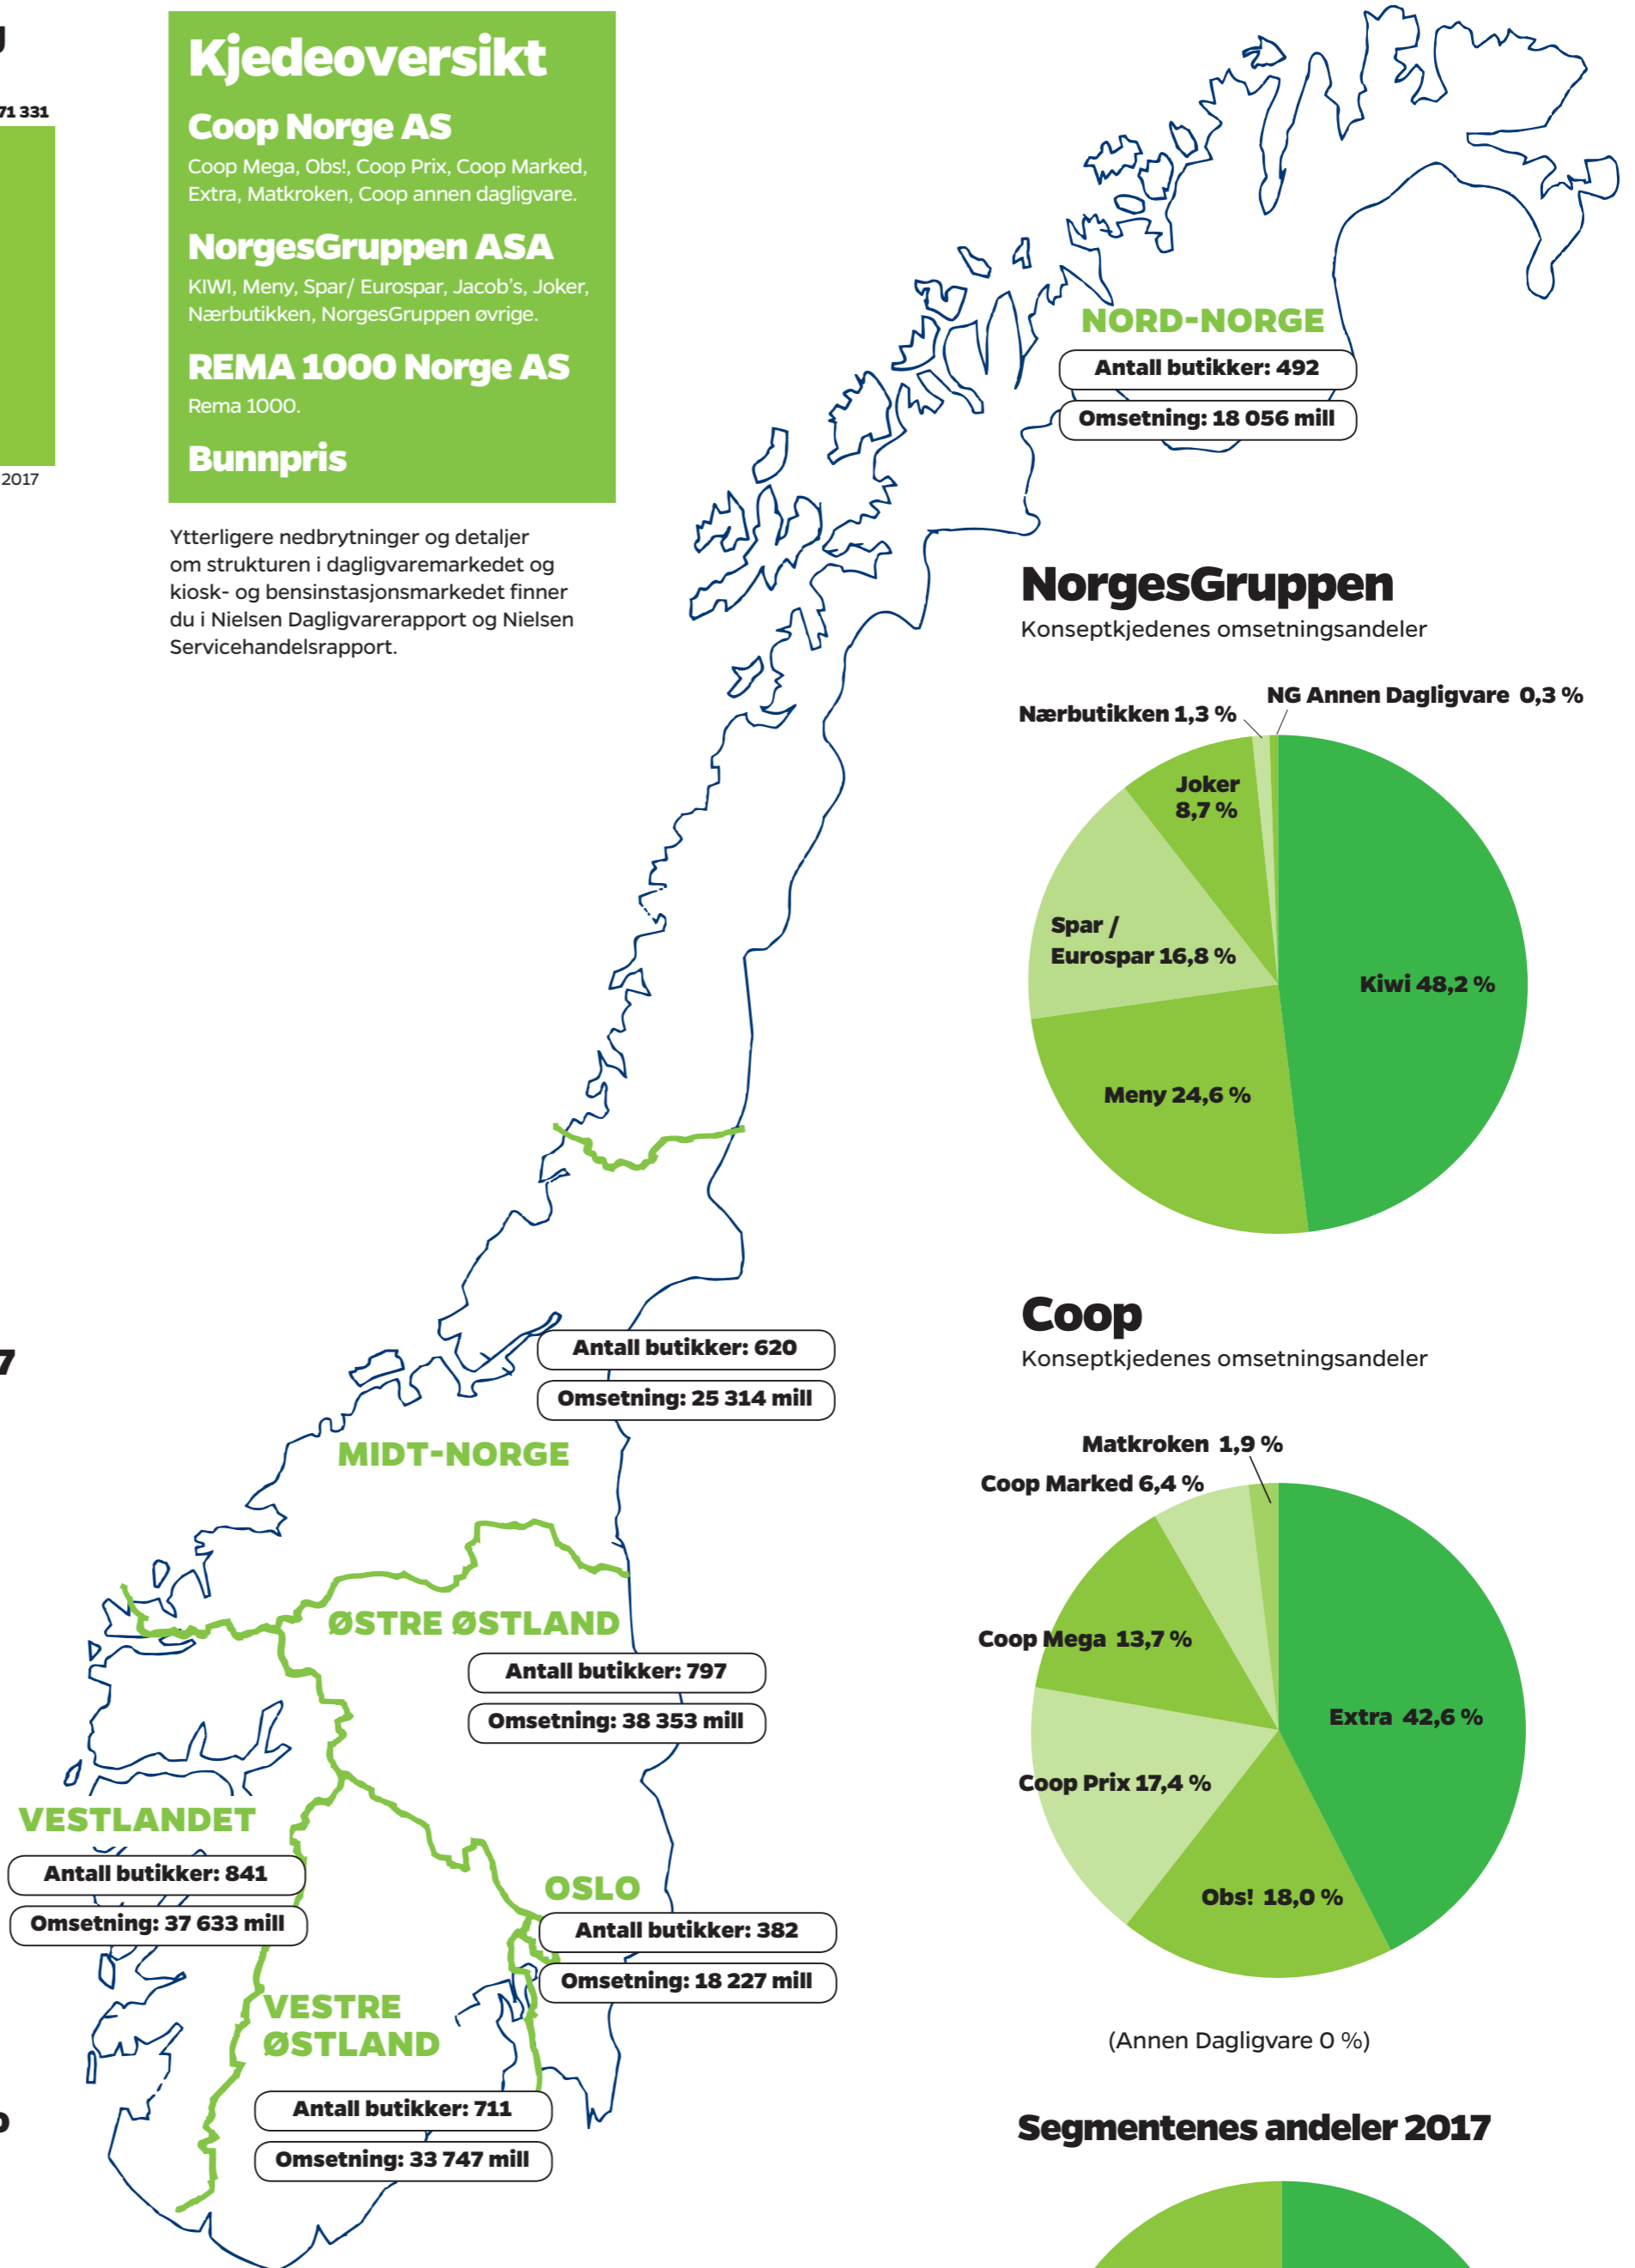 71 331
2017
Kjedeoversikt
Coop Norge AS
Coop Mega, Obs!, Coop Prix, Coop Marked,
Extra, Matkroken, Coop annen dagligvare.
NorgesGruppen ASA
KIWI, Meny, Spar/ Eurospar, Jacob's, Joker,
Nærbutikken, NorgesGruppen øvrige.
REMA 1000 Norge AS
Rema 1000.
Bunnpris
Ytterligere nedbrytninger og detaljer
om strukturen i dagligvaremarkedet og
kiosk- og bensinstasjonsmarkedet finner
du i Nielsen Dagligvarerapport og Nielsen
Servicehandelsrapport.
NORD-NORGE
Antall butikker: 492
Omsetning: 18 056 mill
Antall butikker: 620
Omsetning: 25 314 mill
MIDT-NORGE
ØSTRE ØSTLAND
Antall butikker: 797
Omsetning: 38 353 mill
VESTLANDET
Antall butikker: 841
Omsetning: 37 633 mill
OSLO
Antall butikker: 382
Omsetning: 18 227 mill
VESTRE
ØSTLAND
Antall butikker: 711
Omsetning: 33 747 mill
NorgesGruppen
Konseptkjedenes omsetningsandeler
NG Annen Dagligvare 0,3 %
Nærbutikken 1,3 %
Joker
8,7 %
Spar /
Eurospar 16,8 %
Kiwi 48,2 %
Meny 24,6 %
Coop
Konseptkjedenes omsetningsandeler
Matkroken 1,9 %
Coop Marked 6,4 %
Coop Mega 13,7 %
Extra 42,6 %
Coop Prix 17,4 %
Obs! 18,0 %
(Annen Dagligvare 0 %)
Segmentenes andeler 2017
7